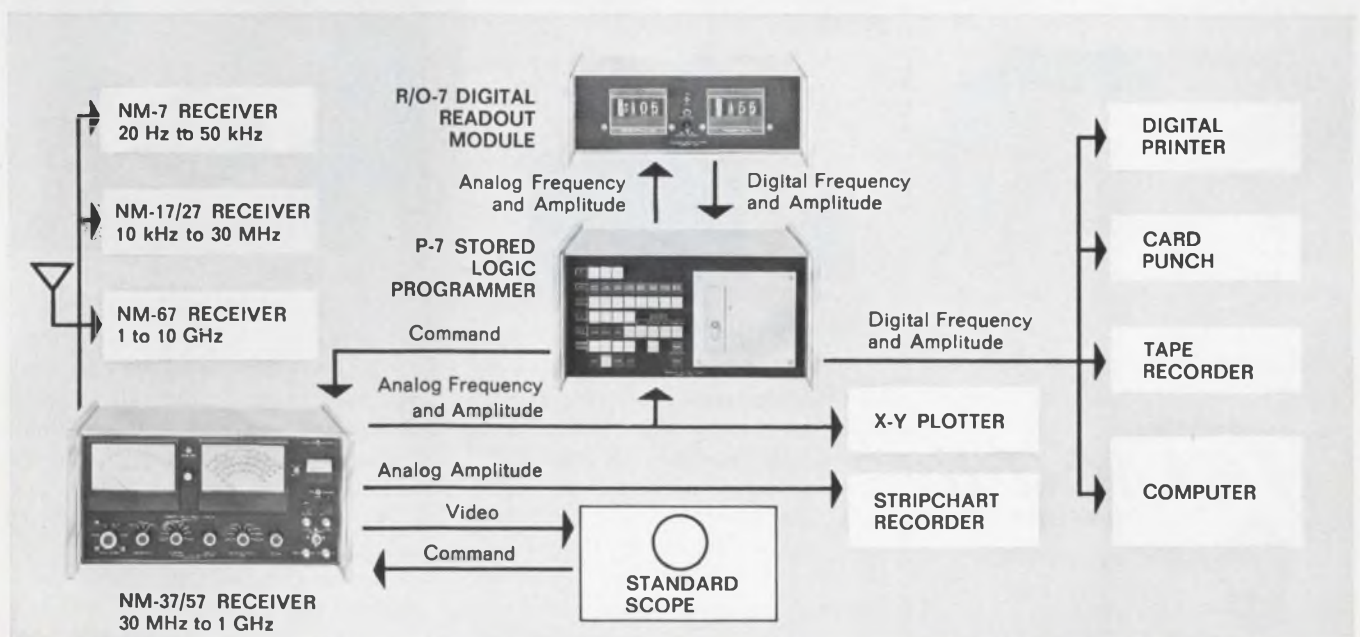 NM-7 RECEIVER
20 Hz to 50 kHz
NM-17/27 RECEIVER
10 kHz to 30 MHz
NM-67 RECEIVER
1 to 10 GHz
R/O-7 DIGITAL
READOUT
MODULE
Analog Frequency
and Amplitude
Digital Frequency
and Amplitude
P-7 STORED
LOGIC
PROGRAMMER
Command
Analog Frequency
and Amplitude
Digital Frequency
and Amplitude
DIGITAL
PRINTER
CARD
PUNCH
TAPE
RECORDER
COMPUTER
X-Y PLOTTER
Analog Amplitude
STRIPCHART
RECORDER
Video
Command
STANDARD
SCOPE
NM-37/57 RECEIVER
30 MHz to 1 GHz